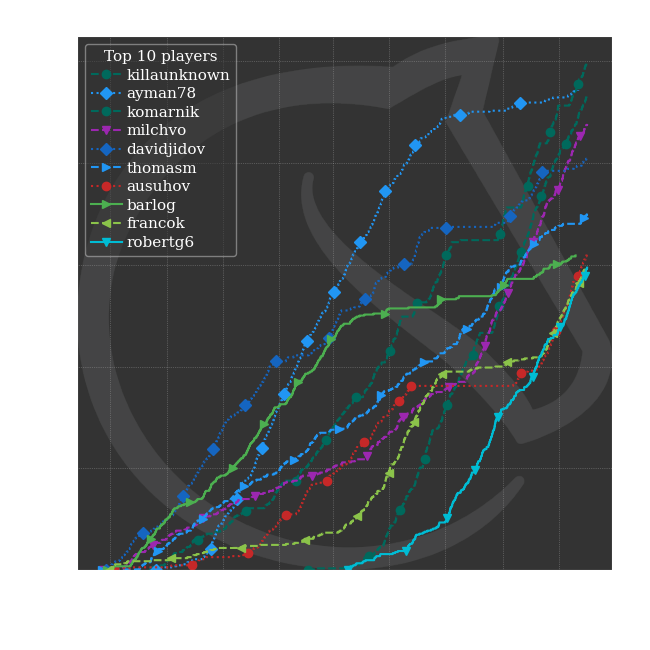 Top 10 players
killaunknown
ayman78
komarnik
milchvo
davidjidov
thomasm
ausuhov
barlog
francok
robertg6